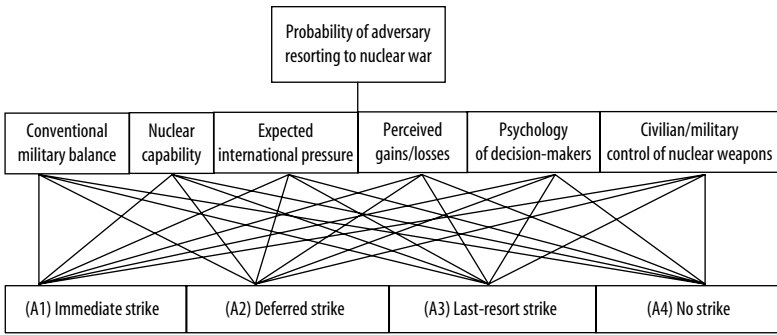 Probability of adversary
resorting to nuclear war
Conventional
military balance
Nuclear
capability
Expected
international pressure
Perceived
gains/losses
Psychology
of decision-makers
Civilian/military
control of nuclear weapons
(A1) Immediate strike
(A2) Deferred strike
(A3) Last-resort strike
(A4) No strike